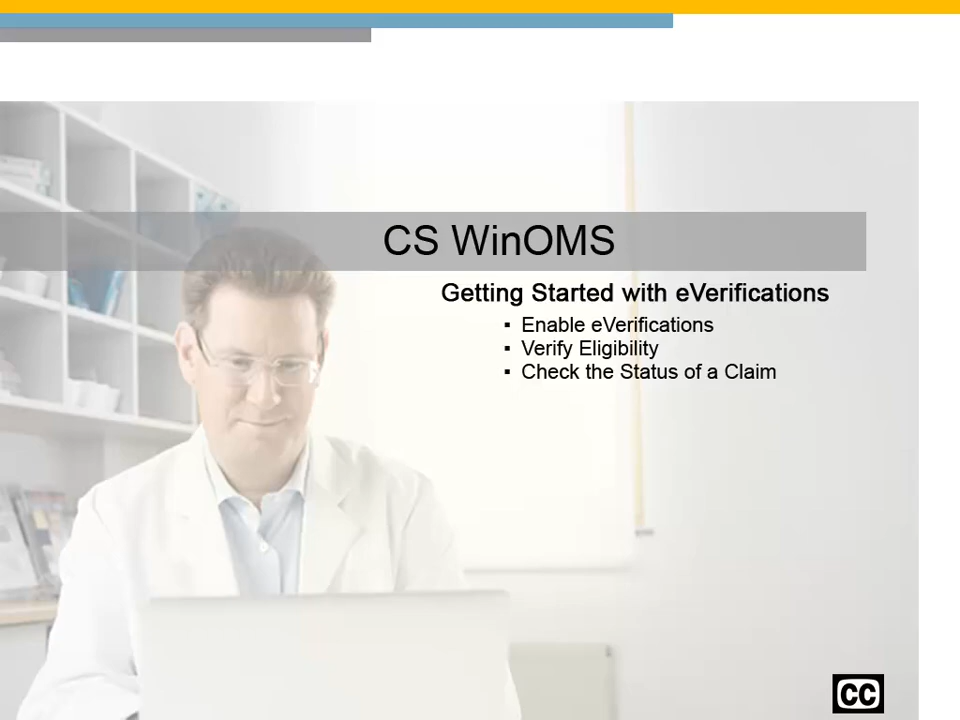 CS WinOMS
Getting Started with eVerifications
▪ Enable eVerifications
▪ Verify Eligibility
▪ Check the Status of a Claim
CC